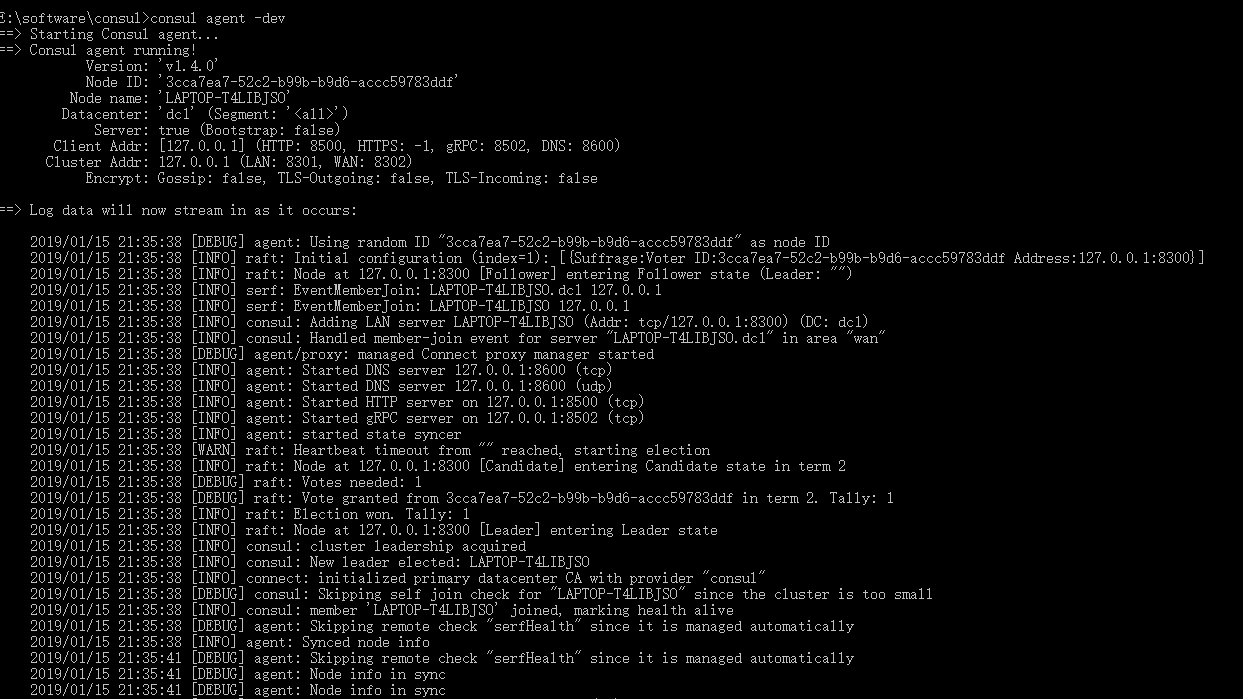 E:\software\consul>consul agent -dev
==> Starting Consul agent...
==> Consul agent running!
Version: 'v1.4.0'
Node ID: '3cca7ea7-52c2-b99b-b9d6-accc59783ddf'
Node name: 'LAPTOP-T4LIBJSO'
Datacenter: 'dc1' (Segment: '<all>')
Server: true (Bootstrap: false)
Client Addr: [127.0.0.1] (HTTP: 8500, HTTPS: -1, gRPC: 8502, DNS: 8600)
Cluster Addr: 127.0.0.1 (LAN: 8301, WAN: 8302)
Encrypt: Gossip: false, TLS-Outgoing: false, TLS-Incoming: false
==> Log data will now stream in as it occurs:
2019/01/15 21:35:38 [DEBUG] agent: Using random ID "3cca7ea7-52c2-b99b-b9d6-accc59783ddf" as node ID
2019/01/15 21:35:38 [INFO] raft: Initial configuration (index=1): [{Suffrage:Voter ID:3cca7ea7-52c2-b99b-b9d6-accc59783ddf Address:127.0.0.1:8300}]
2019/01/15 21:35:38 [INFO] raft: Node at 127.0.0.1:8300 [Follower] entering Follower state (Leader: "")
2019/01/15 21:35:38 [INFO] serf: EventMemberJoin: LAPTOP-T4LIBJSO.dc1 127.0.0.1
2019/01/15 21:35:38 [INFO] serf: EventMemberJoin: LAPTOP-T4LIBJSO 127.0.0.1
2019/01/15 21:35:38 [INFO] consul: Adding LAN server LAPTOP-T4LIBJSO (Addr: tcp/127.0.0.1:8300) (DC: dc1)
2019/01/15 21:35:38 [INFO] consul: Handled member-join event for server "LAPTOP-T4LIBJSO.dc1" in area "wan"
2019/01/15 21:35:38 [DEBUG] agent/proxy: managed Connect proxy manager started
2019/01/15 21:35:38 [INFO] agent: Started DNS server 127.0.0.1:8600 (tcp)
2019/01/15 21:35:38 [INFO] agent: Started DNS server 127.0.0.1:8600 (udp)
2019/01/15 21:35:38 [INFO] agent: Started HTTP server on 127.0.0.1:8500 (tcp)
2019/01/15 21:35:38 [INFO] agent: Started gRPC server on 127.0.0.1:8502 (tcp)
2019/01/15 21:35:38 [INFO] agent: started state syncer
2019/01/15 21:35:38 [WARN] raft: Heartbeat timeout from "" reached, starting election
2019/01/15 21:35:38 [INFO] raft: Node at 127.0.0.1:8300 [Candidate] entering Candidate state in term 2
2019/01/15 21:35:38 [DEBUG] raft: Votes needed: 1
2019/01/15 21:35:38 [DEBUG] raft: Vote granted from 3cca7ea7-52c2-b99b-b9d6-accc59783ddf in term 2. Tally: 1
2019/01/15 21:35:38 [INFO] raft: Election won. Tally: 1
2019/01/15 21:35:38 [INFO] raft: Node at 127.0.0.1:8300 [Leader] entering Leader state
2019/01/15 21:35:38 [INFO] consul: cluster leadership acquired
2019/01/15 21:35:38 [INFO] consul: New leader elected: LAPTOP-T4LIBJSO
2019/01/15 21:35:38 [INFO] connect: initialized primary datacenter CA with provider "consul"
2019/01/15 21:35:38 [DEBUG] consul: Skipping self join check for "LAPTOP-T4LIBJSO" since the cluster is too small
2019/01/15 21:35:38 [INFO] consul: member 'LAPTOP-T4LIBJSO' joined, marking health alive
2019/01/15 21:35:38 [DEBUG] agent: Skipping remote check "serfHealth" since it is managed automatically
2019/01/15 21:35:38 [INFO] agent: Synced node info
2019/01/15 21:35:41 [DEBUG] agent: Skipping remote check "serfHealth" since it is managed automatically
2019/01/15 21:35:41 [DEBUG] agent: Node info in sync
2019/01/15 21:35:41 [DEBUG] agent: Node info in sync